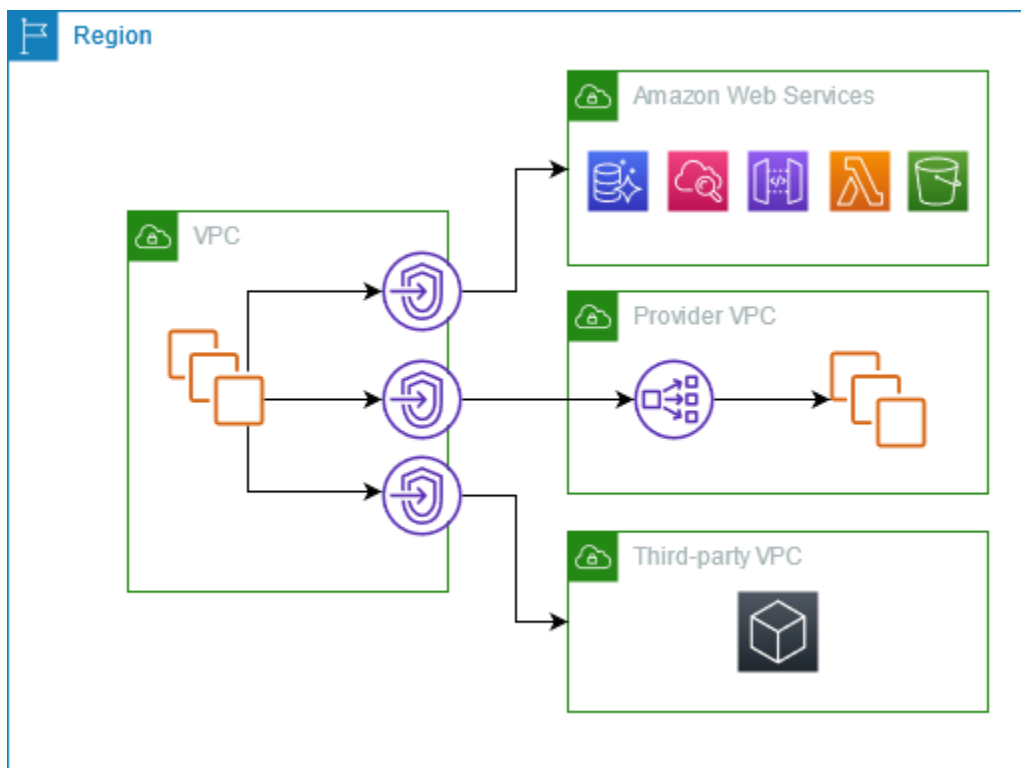 Region
Amazon Web Services
VPC
Provider VPC
Third-party VPC